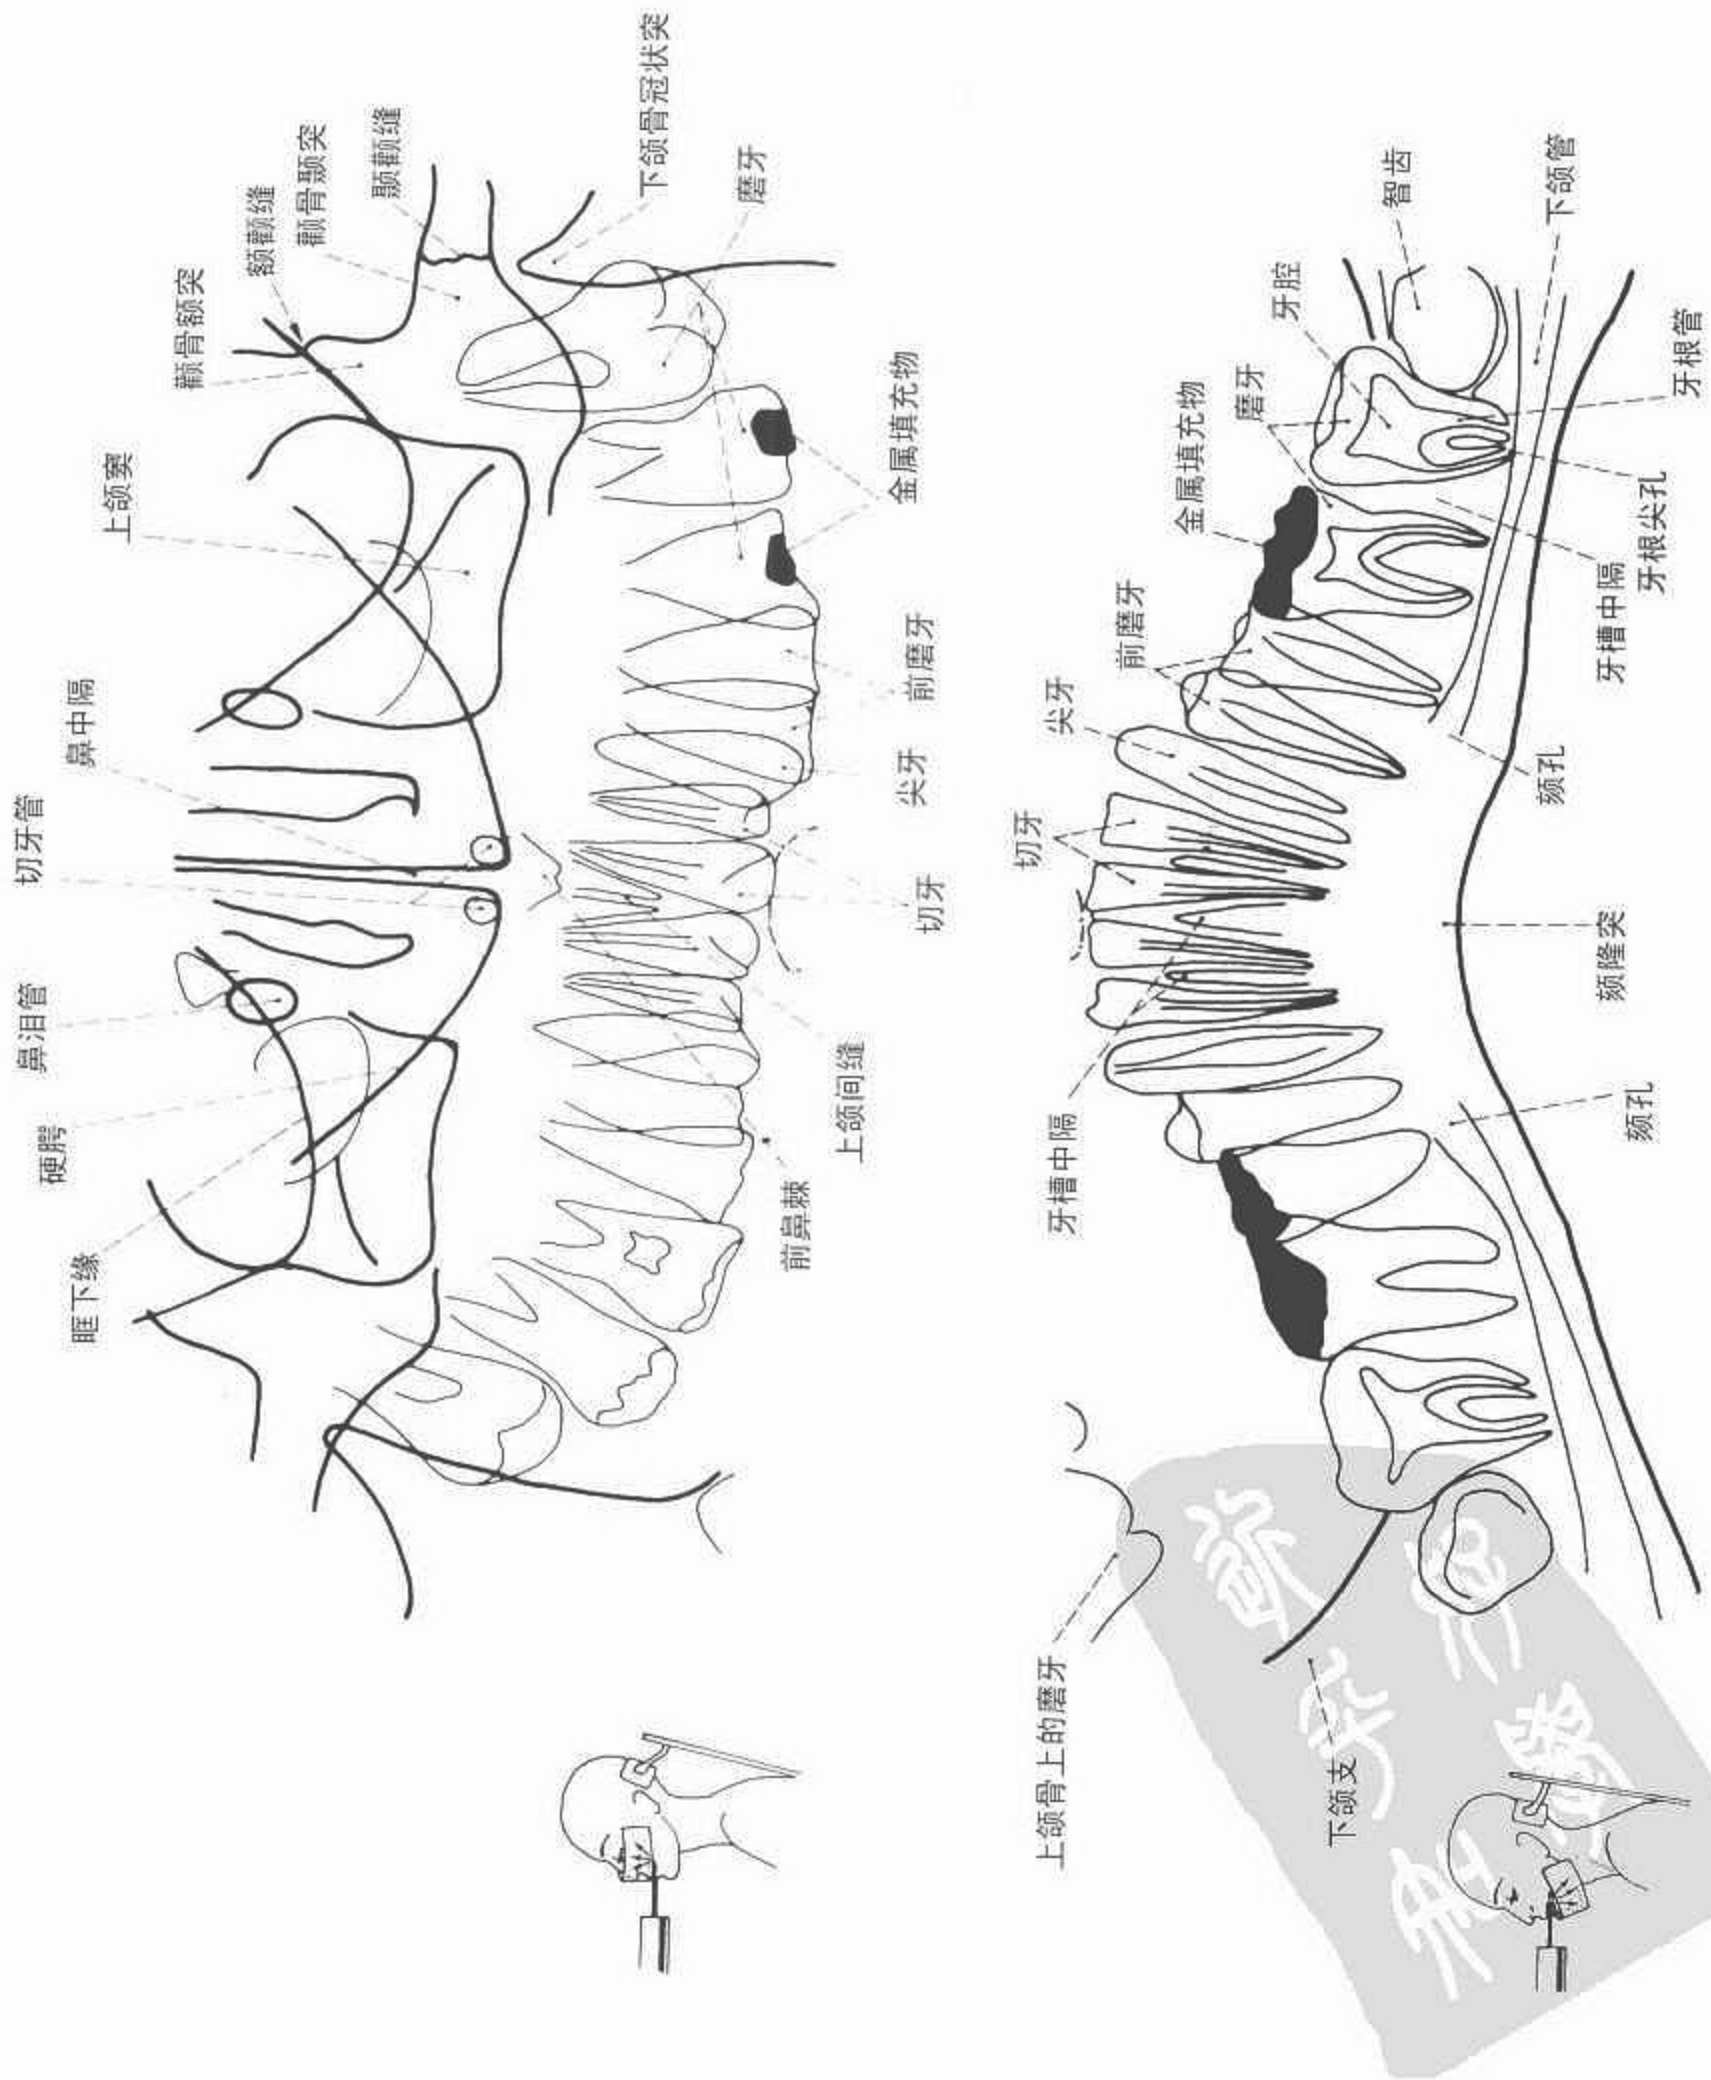 切牙管
鼻泪管
硬腭
鼻中隔
眶下缘
上颌窦
颧骨额突
额颧缝
颧骨颞突
颞颧缝
下颌骨冠状突
磨牙
前鼻棘
上颌间缝
切牙
尖牙
前磨牙
金属填充物
切牙
上颌骨上的磨牙
牙槽中隔
尖牙
前磨牙
金属填充物
磨牙
牙腔
下颌支
智齿
颏孔
下颌管
颏孔
颏隆突
牙槽中隔
牙根尖孔
牙根管